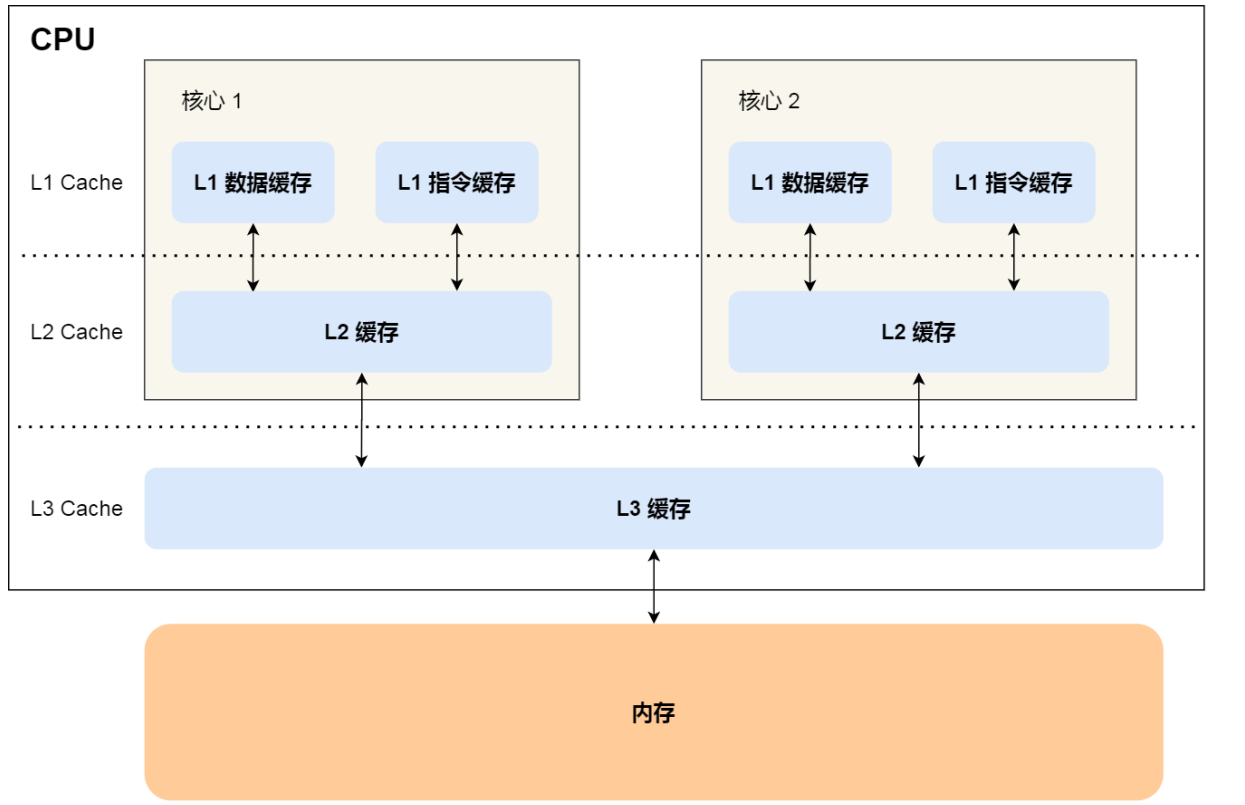 CPU
核心 1
核心 2
L1 Cache
L1 数据缓存
L1 指令缓存
L1 数据缓存
L1 指令缓存
L2 Cache
L2 缓存
L2 缓存
L3 Cache
L3 缓存
内存